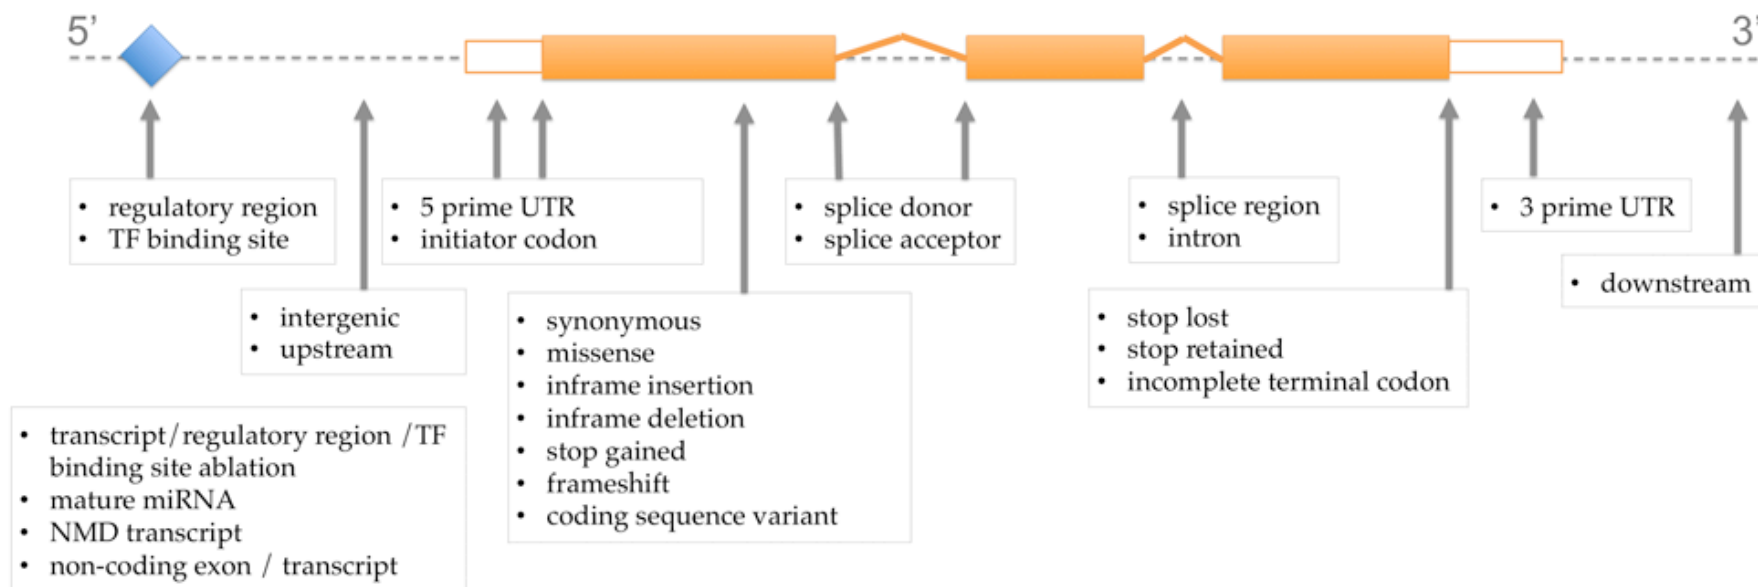 5'
3'
• regulatory region
• TF binding site
• 5 prime UTR
• initiator codon
• splice donor
• splice acceptor
• splice region
• intron
• 3 prime UTR
• downstream
• intergenic
• upstream
• synonymous
• missense
• inframe insertion
• inframe deletion
• stop gained
• frameshift
• coding sequence variant
• stop lost
• stop retained
• incomplete terminal codon
• transcript/regulatory region /TF
binding site ablation
• mature miRNA
• NMD transcript
• non-coding exon / transcript